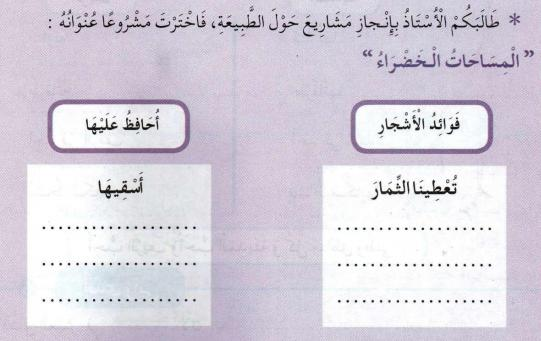 * طَالَبَكُمْ الْأُسْتَاذُ بِإِنْجازِ مَشَارِيعَ حَوْلَ الطَّبِيعَةِ، فَاخْتَرْتَ مَشْرُوعًا عُنْوَانُهُ :
” الْمِسَاحَاتُ الْخَضْرَاءُ “
فَوَائِدُ الْأَشْجَارِ
تُعْطِينَا الثِّمَارَ
..................
..................
..................
أُحَافِظُ عَلَيْهَا
أَسْقِيهَا
..................
..................
..................